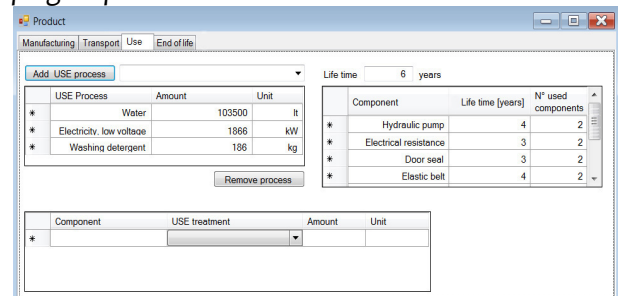 Product
Manufacturing Transport Use End of life
Add USE process
Life time 6 years
USE Process Amount Unit
* Water 103500 lt
* Electricity, low voltage 1866 kW
* Washing detergent 186 kg
Remove process
Component Life time [years] N° used components
* Hydraulic pump 4 2
* Electrical resistance 3 2
* Door seal 3 2
* Elastic belt 4 2
Component USE treatment Amount Unit
*